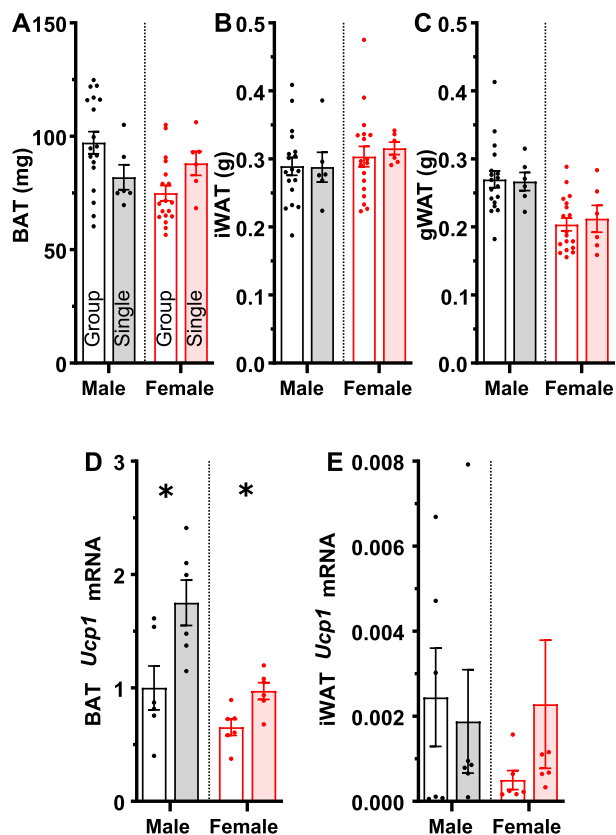 A
BAT (mg)
150
100
50
0
Group
Single
Group
Single
Male Female
B
iWAT (g)
0.5
0.4
0.3
0.2
0.1
0.0
Male Female
C
gWAT (g)
0.5
0.4
0.3
0.2
0.1
0.0
Male Female
D
BAT Ucp1 mRNA
3
2
1
0
* *
Male Female
E
iWAT Ucp1 mRNA
0.008
0.006
0.004
0.002
0.000
Male Female